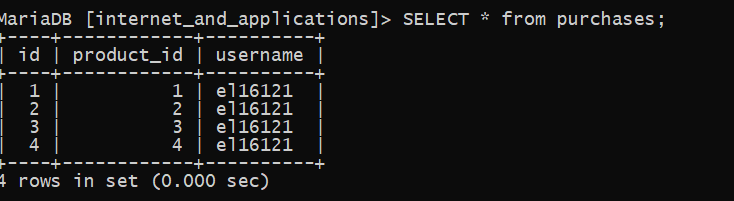 MariaDB [internet_and_applications]> SELECT * from purchases;
+----+------------+----------+
| id | product_id | username |
+----+------------+----------+
|  1 |          1 | el16121  |
|  2 |          2 | el16121  |
|  3 |          3 | el16121  |
|  4 |          4 | el16121  |
+----+------------+----------+
4 rows in set (0.000 sec)